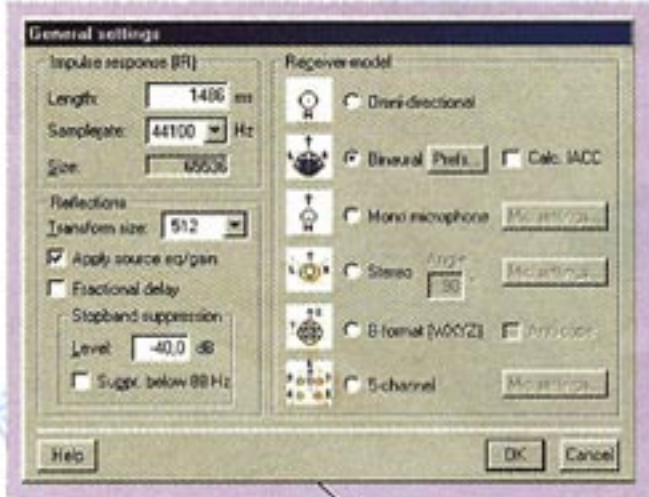 General settings
Impulse response (IR)
Length: 1486 ms
Samplerate: 44100 Hz
Size: 65536
Reflections
Transform size: 512
Apply source eq/gain
Fractional delay
Stopband suppression
Level: -40,0 dB
Suppr. below 88 Hz
Receiver model
Omni-directional
Binaural Prefs... Calc. IACC
Mono microphone Mic settings...
Stereo Angle 90 Mic settings...
B-format (WXYZ)
5-channel Mic settings...
Help OK Cancel